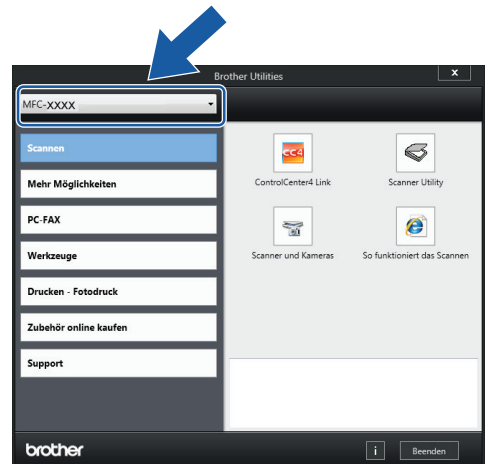 Brother Utilities
x
MFC-XXXX
Scannen
Mehr Möglichkeiten
PC-FAX
Werkzeuge
Drucken - Fotodruck
Zubehör online kaufen
Support
CC4
ControlCenter4 Link
Scanner Utility
Scanner und Kameras
So funktioniert das Scannen
brother
i
Beenden